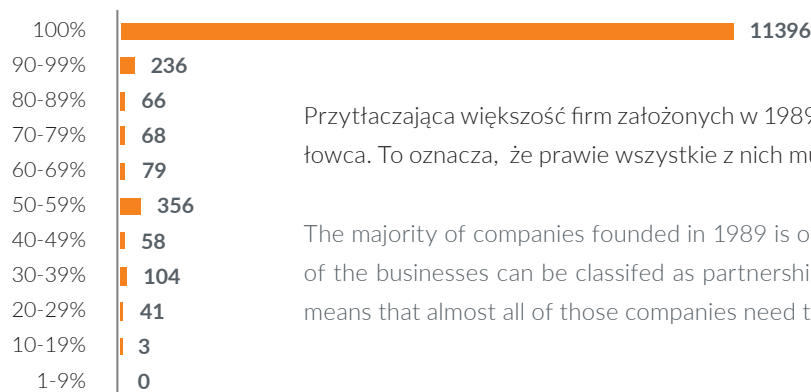 100% 11396
90-99% 236
80-89% 66
70-79% 68
60-69% 79
50-59% 356
40-49% 58
30-39% 104
20-29% 41
10-19% 3
1-9% 0
Przytłaczająca większość firm założonych w 1989
łowca. To oznacza, że prawie wszystkie z nich
The majority of companies founded in 1989 is
of the businesses can be classifed as
means that almost all of those companies need